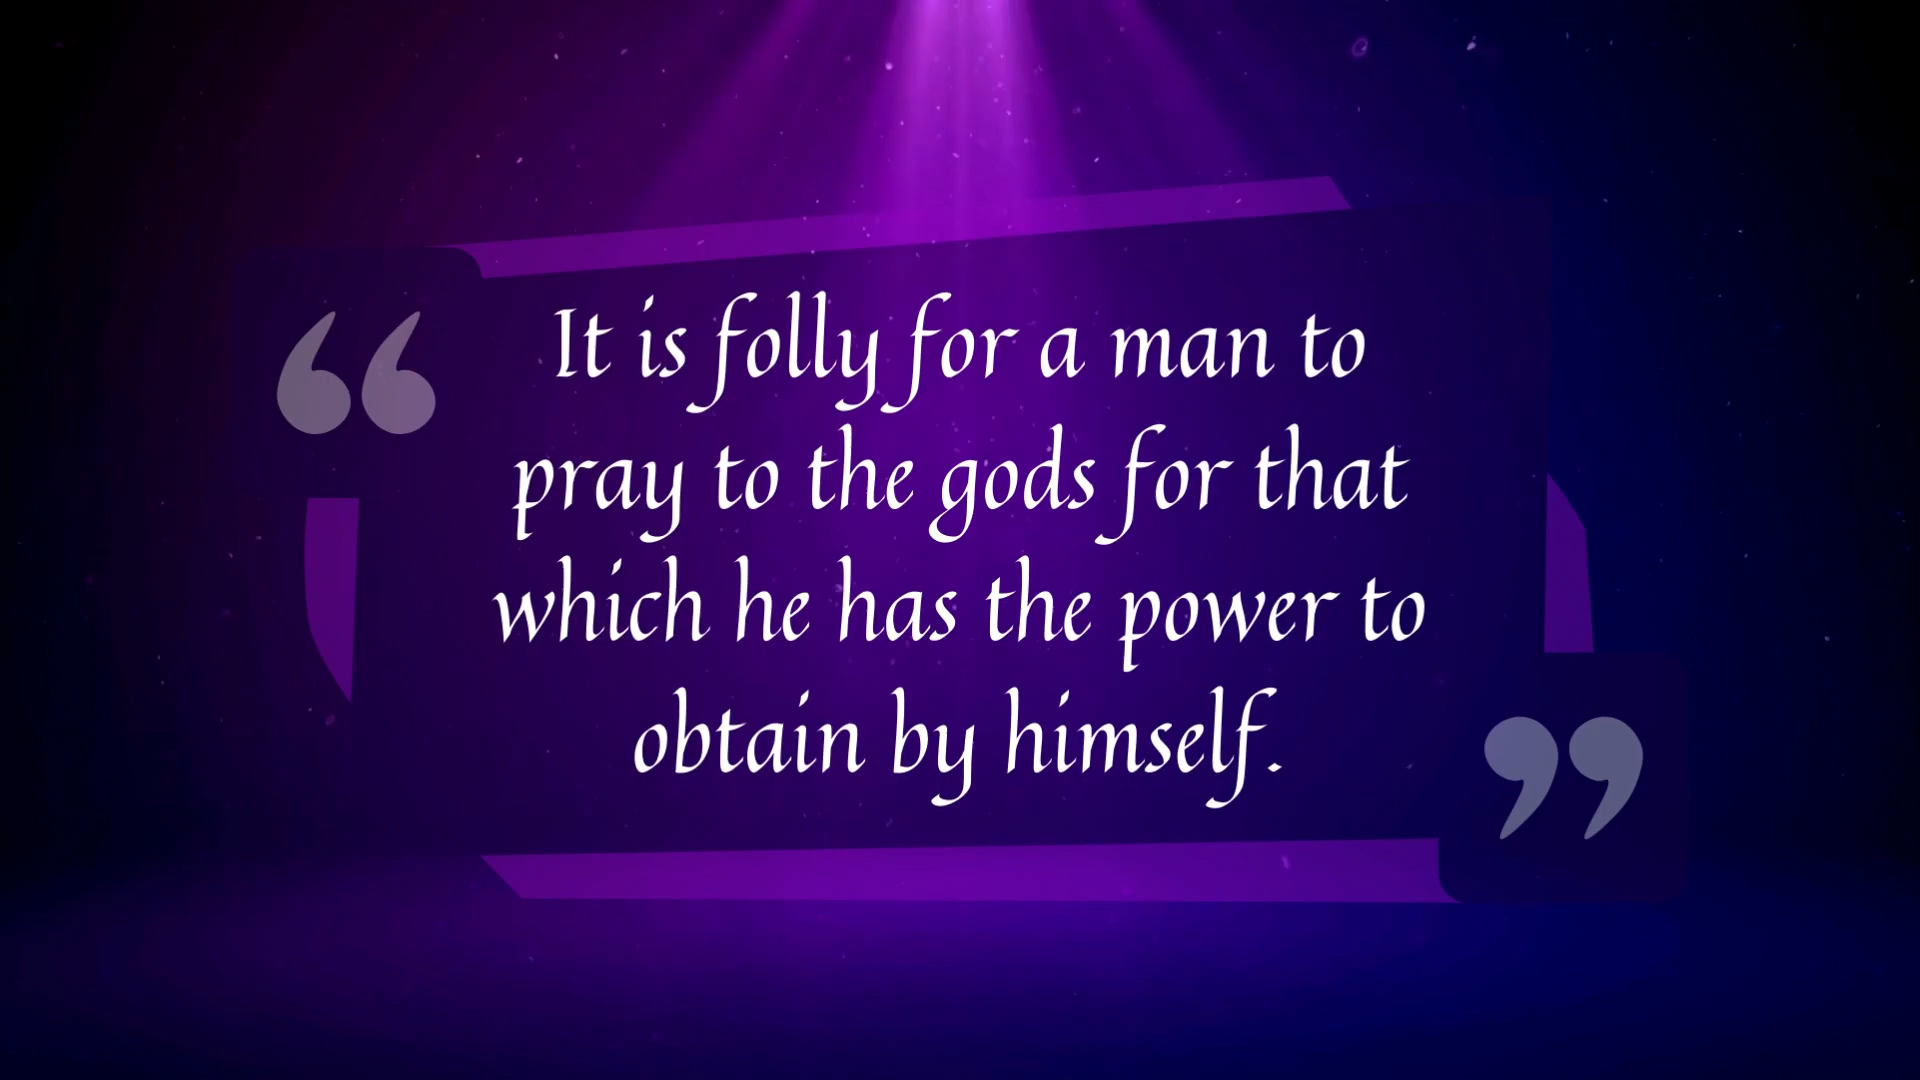 It is folly for a man to
pray to the gods for that
which he has the power to
obtain by himself.